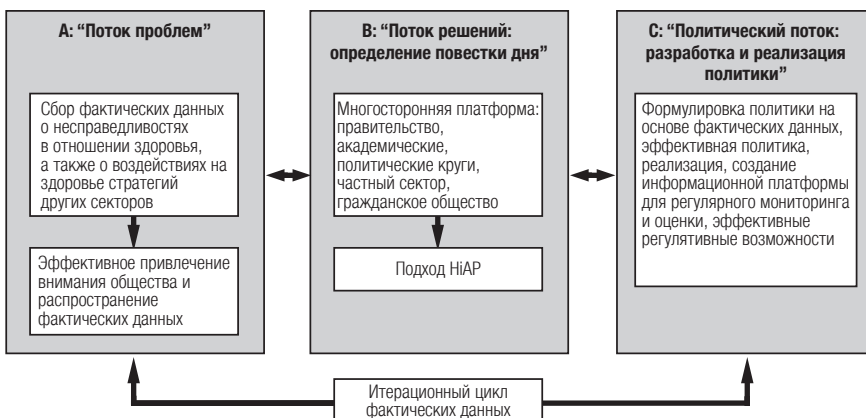 A: “Поток проблем”
Сбор фактических данных
о несправедливостях
в отношении здоровья,
а также о воздействиях на
здоровье стратегий
других секторов
Эффективное привлечение
внимания общества и
распространение
фактических данных
B: “Поток решений:
определение повестки дня”
Многосторонняя платформа:
правительство,
академические,
политические круги,
частный сектор,
гражданское общество
Подход HiAP
C: “Политический поток:
разработка и реализация
политики”
Формулировка политики на
основе фактических данных,
эффективная политика,
реализация, создание
информационной платформы
для регулярного мониторинга
и оценки, эффективные
регулятивные возможности
Итерационный цикл
фактических данных